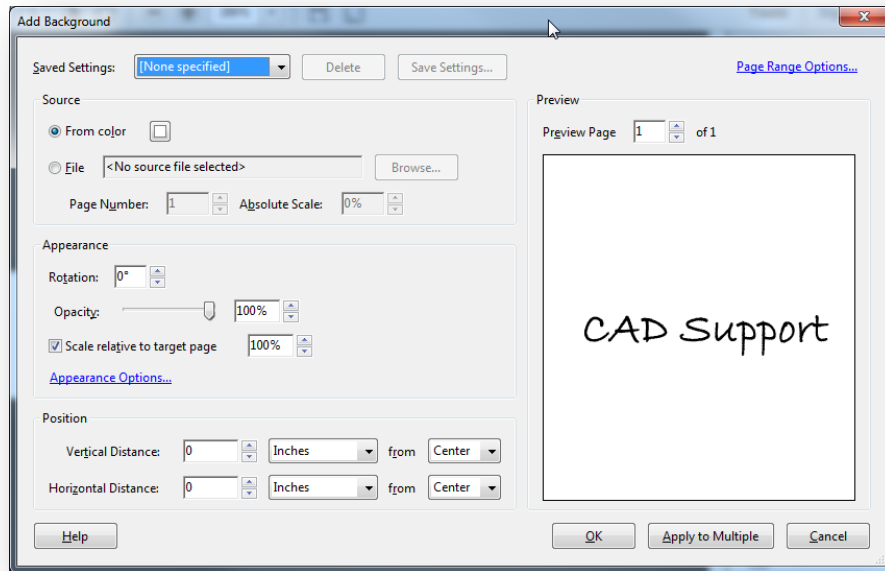 Add Background
Saved Settings: [None specified] Delete Save Settings... Page Range Options...
Source
From color
File <No source file selected> Browse...
Page Number: 1 Absolute Scale: 0%
Appearance
Rotation: 0°
Opacity: 100%
Scale relative to target page 100%
Appearance Options...
Position
Vertical Distance: 0 Inches from Center
Horizontal Distance: 0 Inches from Center
Preview
Preview Page 1 of 1
CAD Support
Help OK Apply to Multiple Cancel